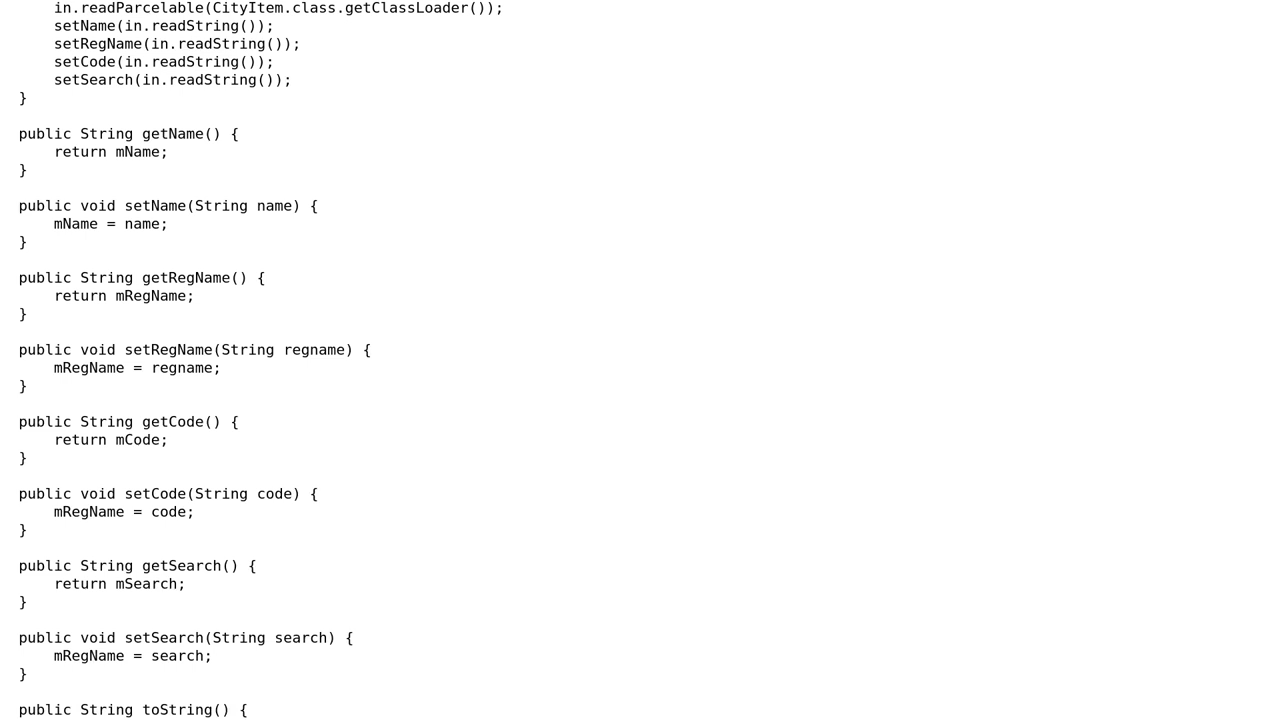 in.readParcelable(CityItem.class.getClassLoader());
setName(in.readString());
setRegName(in.readString());
setCode(in.readString());
setSearch(in.readString());
}
public String getName() {
return mName;
}
public void setName(String name) {
mName = name;
}
public String getRegName() {
return mRegName;
}
public void setRegName(String regname) {
mRegName = regname;
}
public String getCode() {
return mCode;
}
public void setCode(String code) {
mRegName = code;
}
public String getSearch() {
return mSearch;
}
public void setSearch(String search) {
mRegName = search;
}
public String toString() {